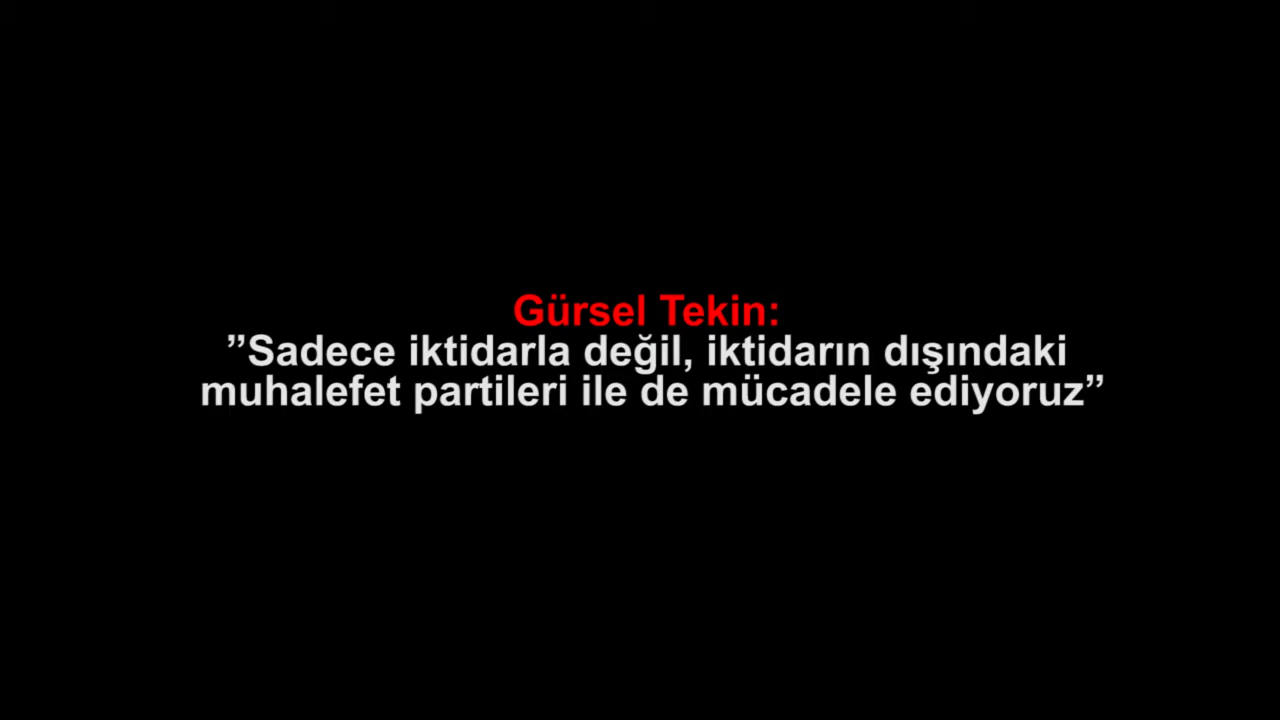 Gürsel Tekin:
”Sadece iktidarla değil, iktidarın dışındaki
muhalefet partileri ile de mücadele ediyoruz”